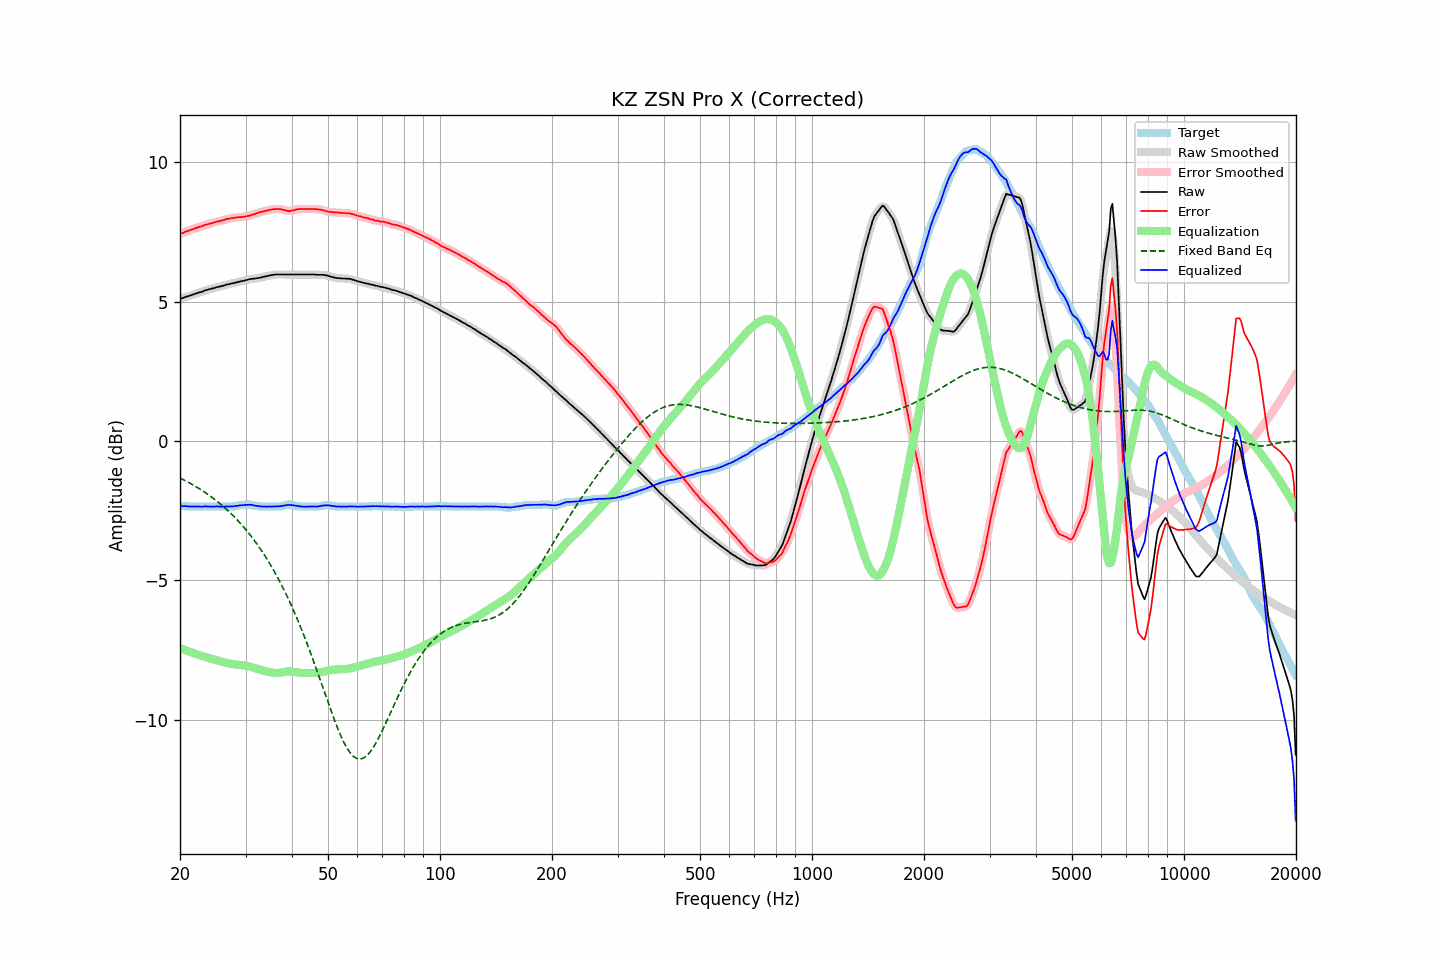 KZ ZSN Pro X (Corrected)
Target
Raw Smoothed
Error Smoothed
Raw
Error
Equalization
Fixed Band Eq
Equalized
10
5
0
−5
−10
Amplitude (dBr)
20 50 100 200 500 1000 2000 5000 10000 20000
Frequency (Hz)